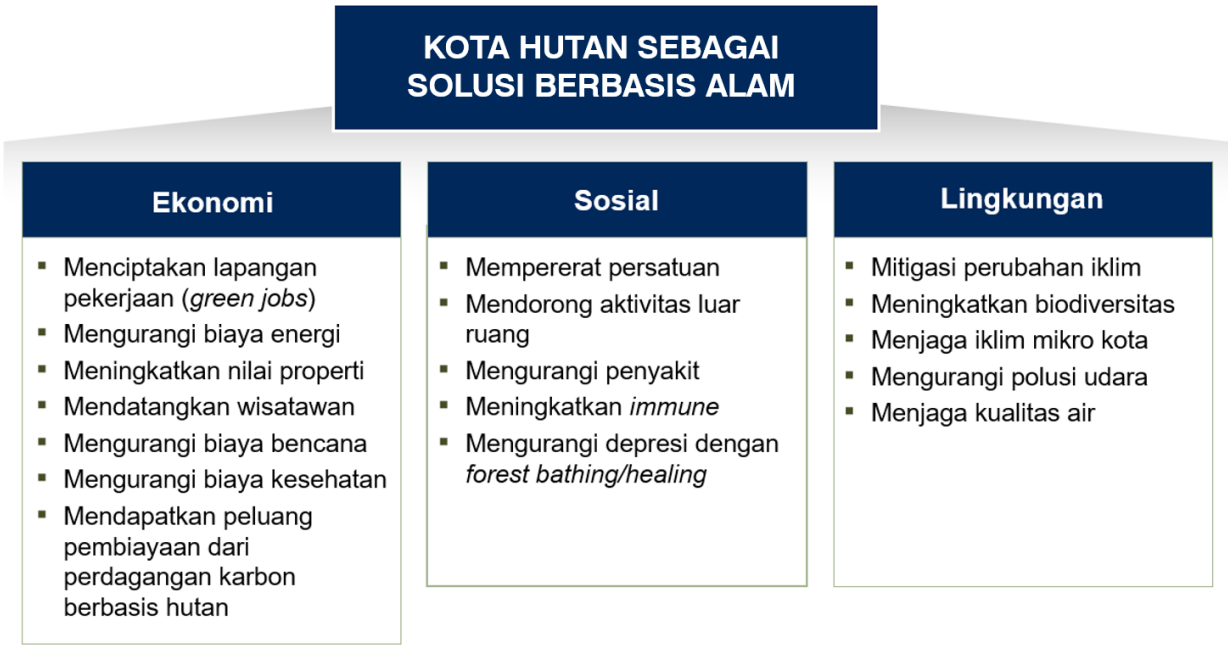 KOTA HUTAN SEBAGAI
SOLUSI BERBASIS ALAM
Ekonomi
▪ Menciptakan lapangan
pekerjaan (green jobs)
▪ Mengurangi biaya energi
▪ Meningkatkan nilai properti
▪ Mendatangkan wisatawan
▪ Mengurangi biaya bencana
▪ Mengurangi biaya kesehatan
▪ Mendapatkan peluang
pembiayaan dari
perdagangan karbon
berbasis hutan
Sosial
▪ Mempererat persatuan
▪ Mendorong aktivitas luar
ruang
▪ Mengurangi penyakit
▪ Meningkatkan immune
▪ Mengurangi depresi dengan
forest bathing/healing
Lingkungan
▪ Mitigasi perubahan iklim
▪ Meningkatkan biodiversitas
▪ Menjaga iklim mikro kota
▪ Mengurangi polusi udara
▪ Menjaga kualitas air